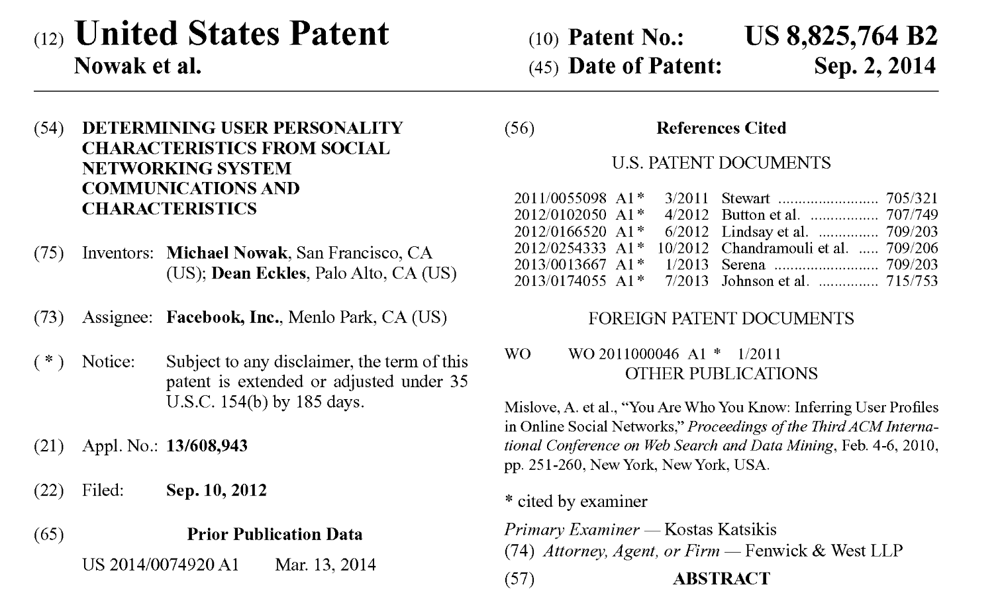 (12) United States Patent
Nowak et al.
(10) Patent No.: US 8,825,764 B2
(45) Date of Patent: Sep. 2, 2014
(54) DETERMINING USER PERSONALITY
CHARACTERISTICS FROM SOCIAL
NETWORKING SYSTEM
COMMUNICATIONS AND
CHARACTERISTICS
(75) Inventors: Michael Nowak, San Francisco, CA
(US); Dean Eckles, Palo Alto, CA (US)
(73) Assignee: Facebook, Inc., Menlo Park, CA (US)
( * ) Notice: Subject to any disclaimer, the term of this
patent is extended or adjusted under 35
U.S.C. 154(b) by 185 days.
(21) Appl. No.: 13/608,943
(22) Filed: Sep. 10, 2012
(65) Prior Publication Data
US 2014/0074920 A1 Mar. 13, 2014
(56) References Cited
U.S. PATENT DOCUMENTS
2011/0055098 A1 * 3/2011 Stewart ......................... 705/321
2012/0102050 A1 * 4/2012 Button et al. ................. 707/749
2012/0166520 A1 * 6/2012 Lindsay et al. ............... 709/203
2012/0254333 A1 * 10/2012 Chandramouli et al. ..... 709/206
2013/0013667 A1 * 1/2013 Serena .......................... 709/203
2013/0174055 A1 * 7/2013 Johnson et al. ............... 715/753
FOREIGN PATENT DOCUMENTS
WO WO 2011000046 A1 * 1/2011
OTHER PUBLICATIONS
Mislove, A. et al., “You Are Who You Know: Inferring User Profiles
in Online Social Networks,” Proceedings of the Third ACM Interna-
tional Conference on Web Search and Data Mining, Feb. 4-6, 2010,
pp. 251-260, New York, New York, USA.
* cited by examiner
Primary Examiner — Kostas Katsikis
(74) Attorney, Agent, or Firm — Fenwick & West LLP
(57) ABSTRACT